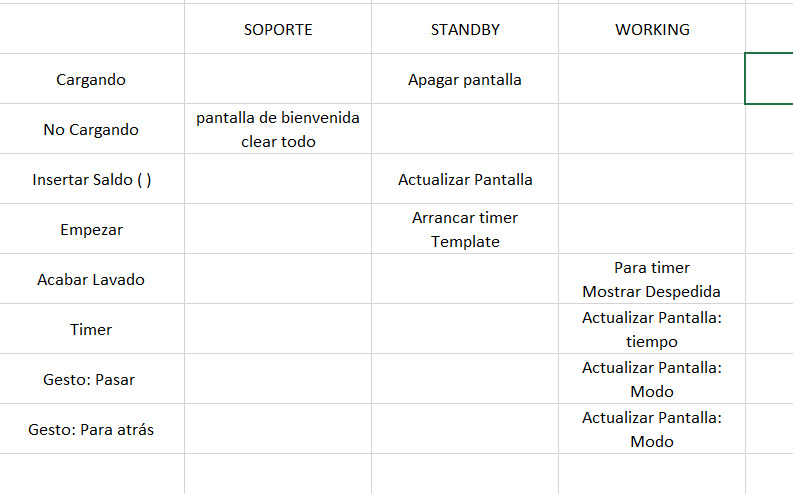 SOPORTE STANDBY WORKING
Cargando Apagar pantalla
No Cargando pantalla de bienvenida
clear todo
Insertar Saldo ( ) Actualizar Pantalla
Empezar Arrancar timer
Template
Acabar Lavado Para timer
Mostrar Despedida
Timer Actualizar Pantalla:
tiempo
Gesto: Pasar Actualizar Pantalla:
Modo
Gesto: Para atrás Actualizar Pantalla:
Modo